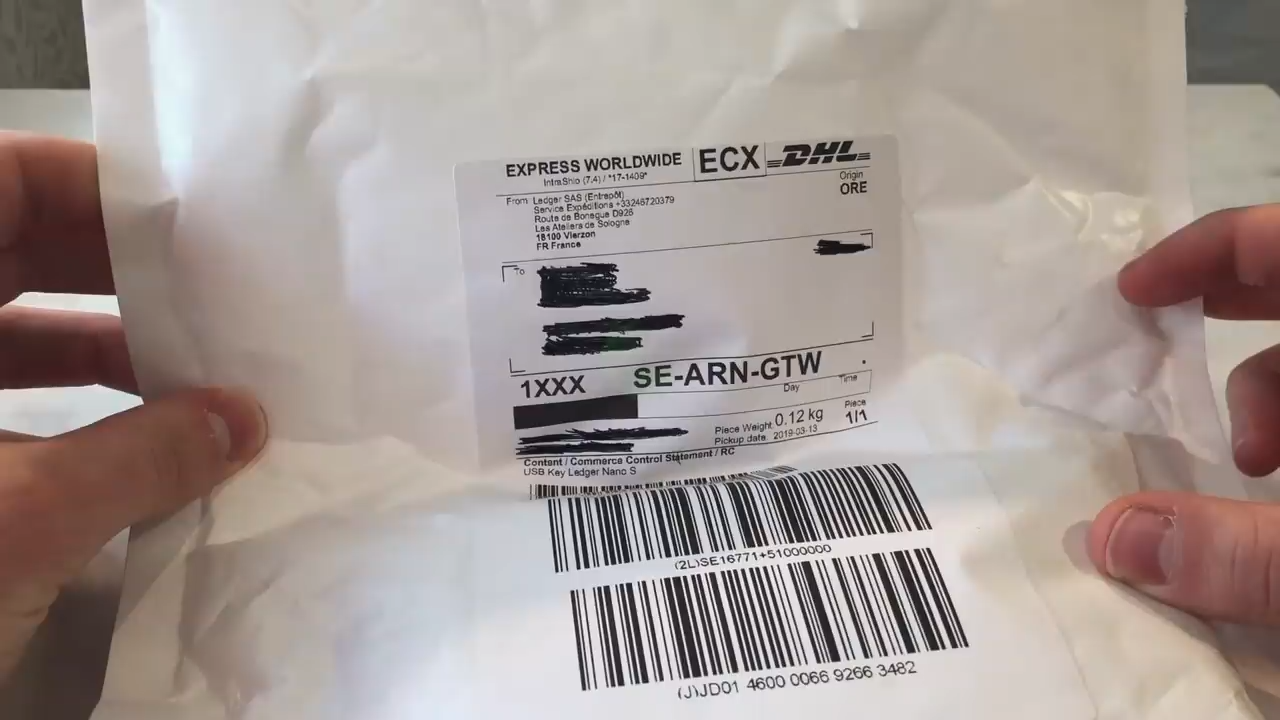 EXPRESS WORLDWIDE ECX DHL
IntraShip (7.4) / *17-1409*
Origin
ORE
From Ledger SAS (Entrepôt)
Service Expéditions +33246720379
Route de Bonegue D926
Les Ateliers de Sologne
18100 Vierzon
FR France
To
1XXX SE-ARN-GTW
Day Time
Piece Weight 0.12 kg Piece
Pickup date: 2019-03-13 1/1
Content / Commerce Control Statement / RC
USB Key Ledger Nano S
(2L)SE16771+51000000
(J)JD01 4600 0066 9266 3482